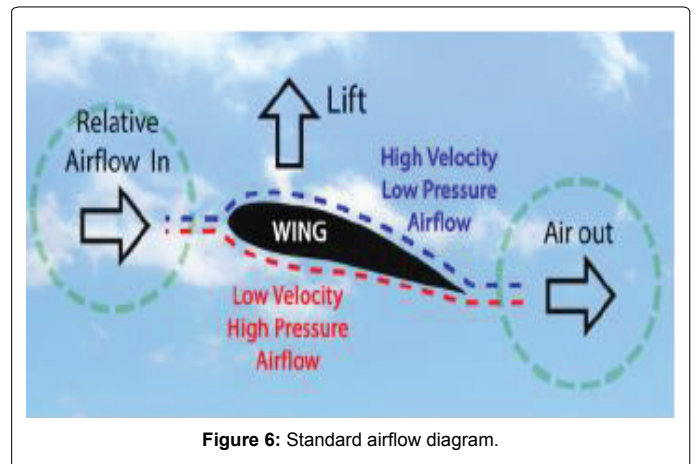 Relative
Airflow In
Lift
High Velocity
Low Pressure
Airflow
WING
Air out
Low Velocity
High Pressure
Airflow
Figure 6: Standard airflow diagram.